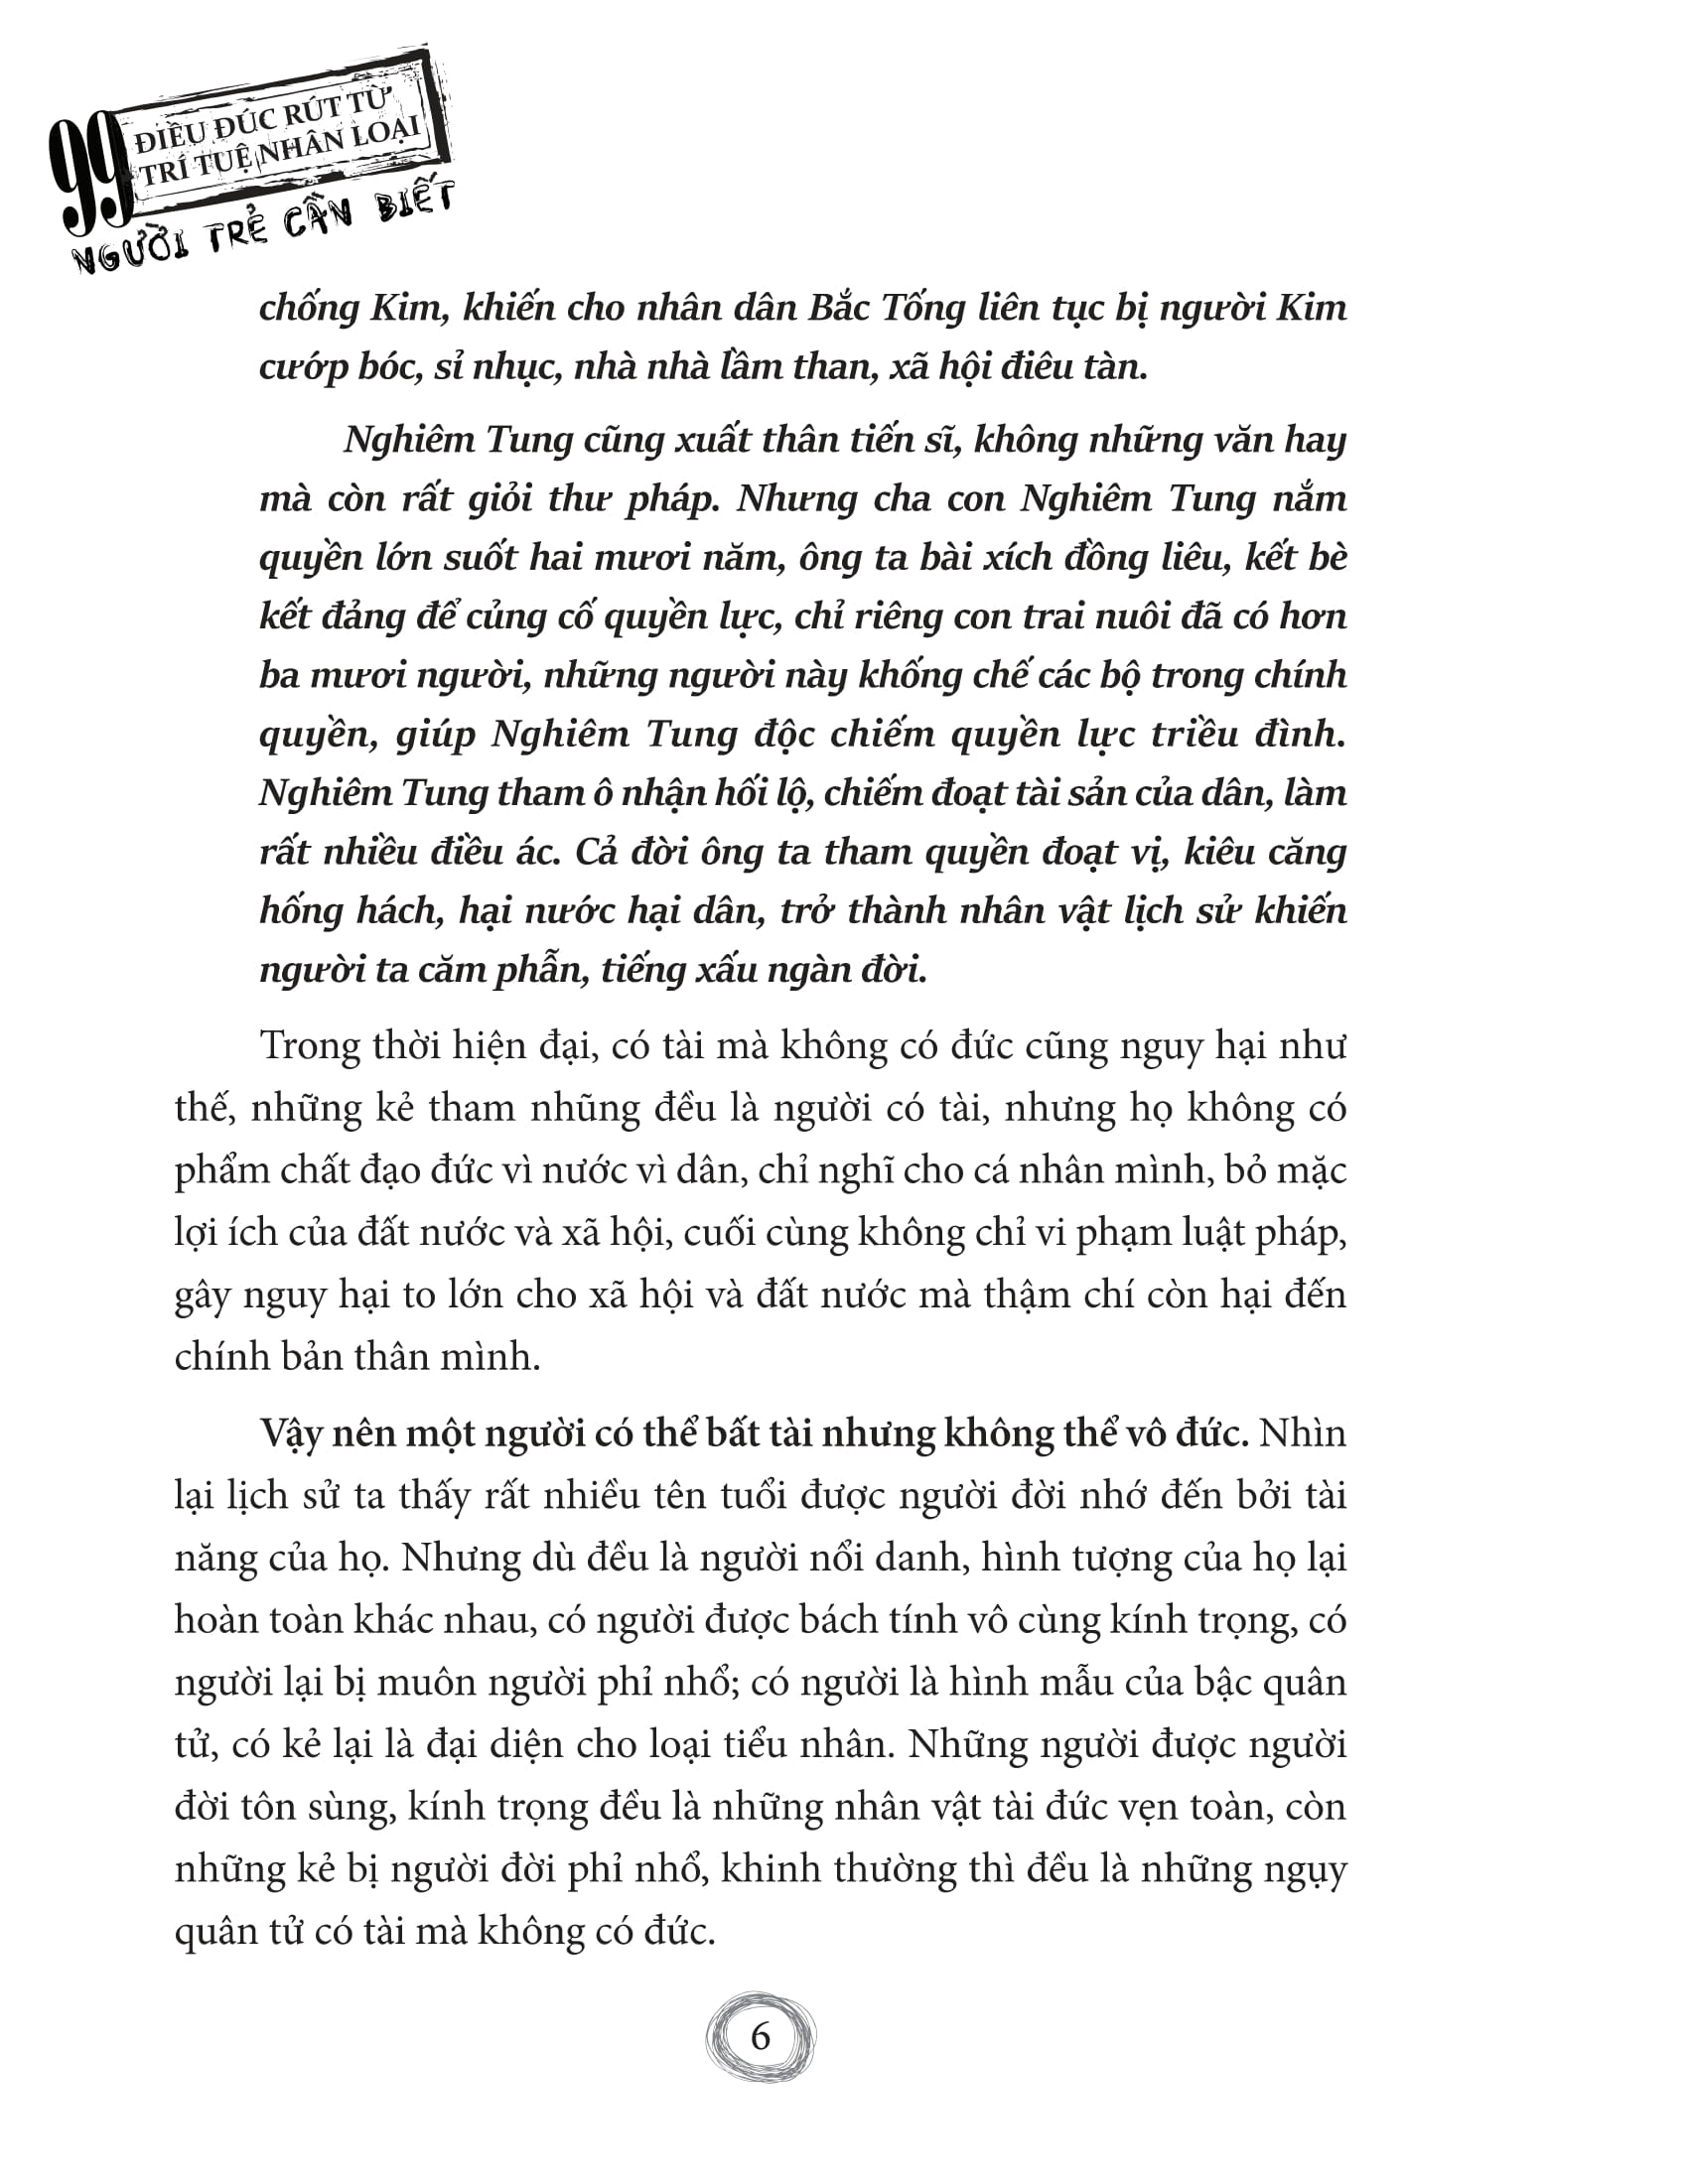 99 ĐIỀU ĐÚC RÚT TỪ
TRÍ TUỆ NHÂN LOẠI
NGƯỜI TRẺ CẦN BIẾT
chống Kim, khiến cho nhân dân Bắc Tống liên tục bị người Kim
cướp bóc, sỉ nhục, nhà nhà lầm than, xã hội điêu tàn.
Nghiêm Tung cũng xuất thân tiến sĩ, không những văn hay
mà còn rất giỏi thư pháp. Nhưng cha con Nghiêm Tung nắm
quyền lớn suốt hai mươi năm, ông ta bài xích đồng liêu, kết bè
kết đảng để củng cố quyền lực, chỉ riêng con trai nuôi đã có hơn
ba mươi người, những người này khống chế các bộ trong chính
quyền, giúp Nghiêm Tung độc chiếm quyền lực triều đình.
Nghiêm Tung tham ô nhận hối lộ, chiếm đoạt tài sản của dân, làm
rất nhiều điều ác. Cả đời ông ta tham quyền đoạt vị, kiêu căng
hống hách, hại nước hại dân, trở thành nhân vật lịch sử khiến
người ta căm phẫn, tiếng xấu ngàn đời.
Trong thời hiện đại, có tài mà không có đức cũng nguy hại như
thế, những kẻ tham nhũng đều là người có tài, nhưng họ không có
phẩm chất đạo đức vì nước vì dân, chỉ nghĩ cho cá nhân mình, bỏ mặc
lợi ích của đất nước và xã hội, cuối cùng không chỉ vi phạm luật pháp,
gây nguy hại to lớn cho xã hội và đất nước mà thậm chí còn hại đến
chính bản thân mình.
Vậy nên một người có thể bất tài nhưng không thể vô đức. Nhìn
lại lịch sử ta thấy rất nhiều tên tuổi được người đời nhớ đến bởi tài
năng của họ. Nhưng dù đều là người nổi danh, hình tượng của họ lại
hoàn toàn khác nhau, có người được bách tính vô cùng kính trọng, có
người lại bị muôn người phỉ nhổ; có người là hình mẫu của bậc quân
tử, có kẻ lại là đại diện cho loại tiểu nhân. Những người được người
đời tôn sùng, kính trọng đều là những nhân vật tài đức vẹn toàn, còn
những kẻ bị người đời phỉ nhổ, khinh thường thì đều là những ngụy
quân tử có tài mà không có đức.
6